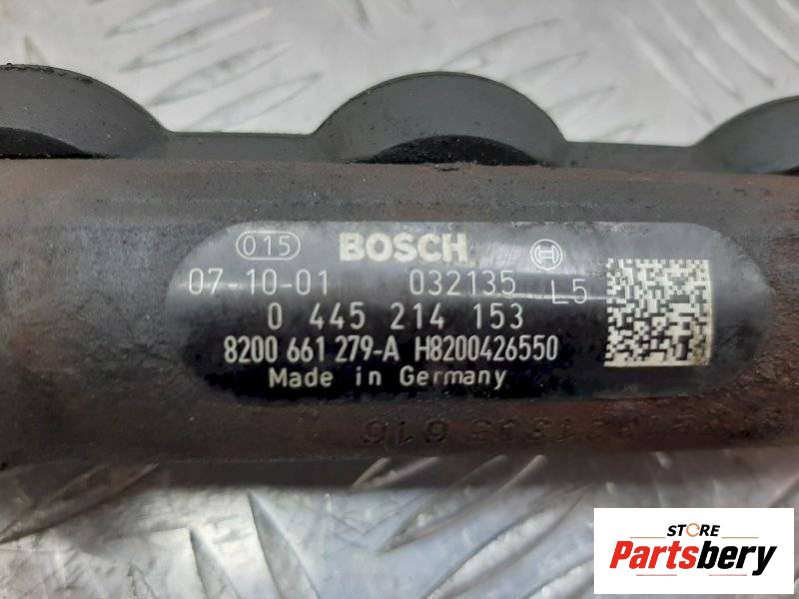 015 BOSCH
07-10-01 032135 L5
0 445 214 153
8200 661 279-A H8200426550
Made in Germany
STORE
Partsbery